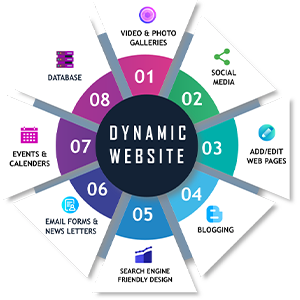 VIDEO & PHOTO
GALLERIES
01
SOCIAL
MEDIA
02
ADD/EDIT
WEB PAGES
03
BLOGGING
04
SEARCH ENGINE
FRIENDLY DESIGN
05
EMAIL FORMS &
NEWS LETTERS
06
EVENTS &
CALENDERS
07
DATABASE
08
DYNAMIC
WEBSITE